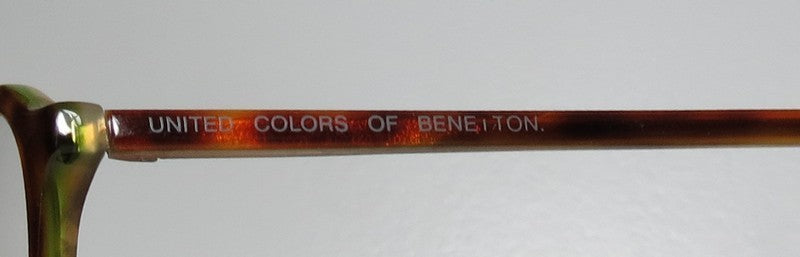 UNITED COLORS OF BENETTON.